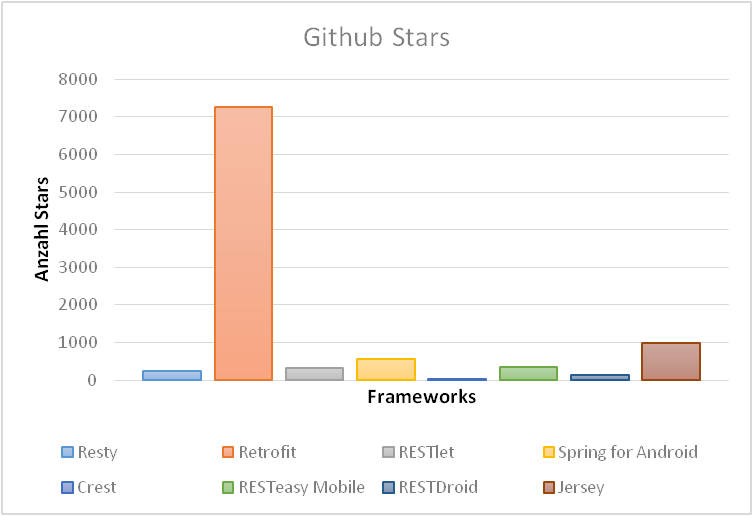 Github Stars
8000
7000
6000
5000
4000
3000
2000
1000
0
Anzahl Stars
Frameworks
Resty Retrofit RESTlet Spring for Android
Crest RESTeasy Mobile RESTDroid Jersey